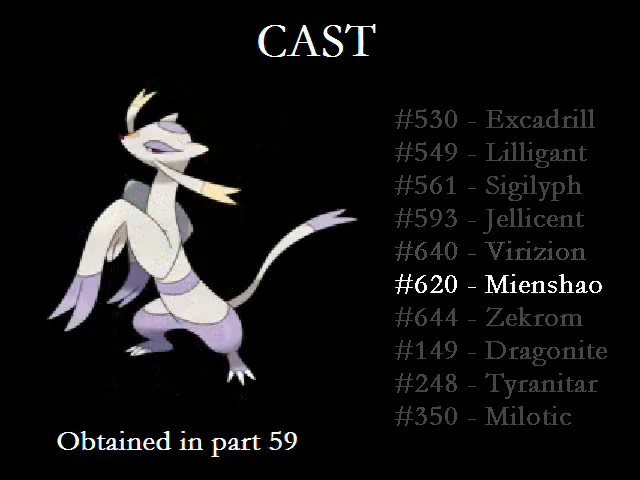 CAST
#530 - Excadrill
#549 - Lilligant
#561 - Sigilyph
#593 - Jellicent
#640 - Virizion
#620 - Mienshao
#644 - Zekrom
#149 - Dragonite
#248 - Tyranitar
#350 - Milotic
Obtained in part 59